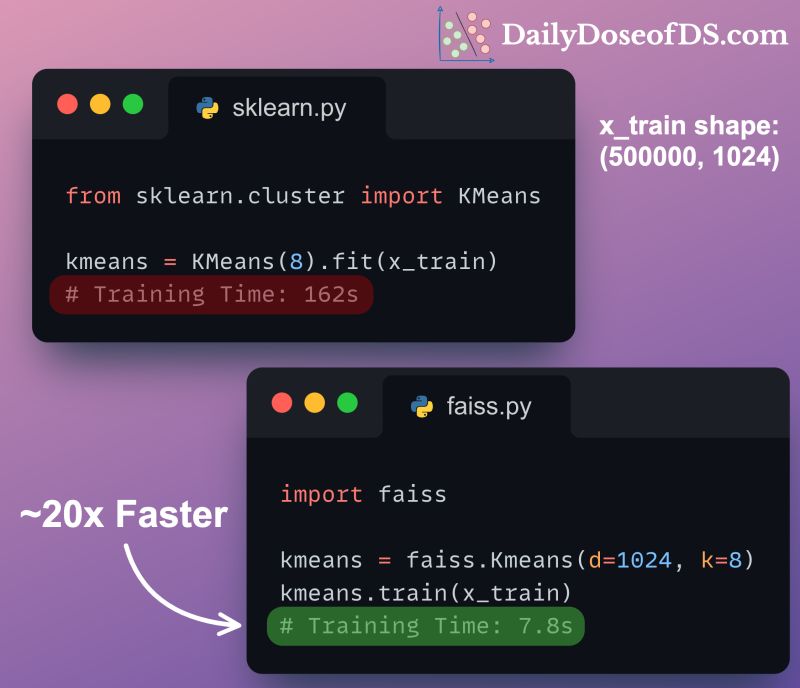 DailyDoseofDS.com
sklearn.py
x_train shape:
(500000, 1024)
from sklearn.cluster import KMeans
kmeans = KMeans(8).fit(x_train)
# Training Time: 162s
faiss.py
~20x Faster
import faiss
kmeans = faiss.Kmeans(d=1024, k=8)
kmeans.train(x_train)
# Training Time: 7.8s